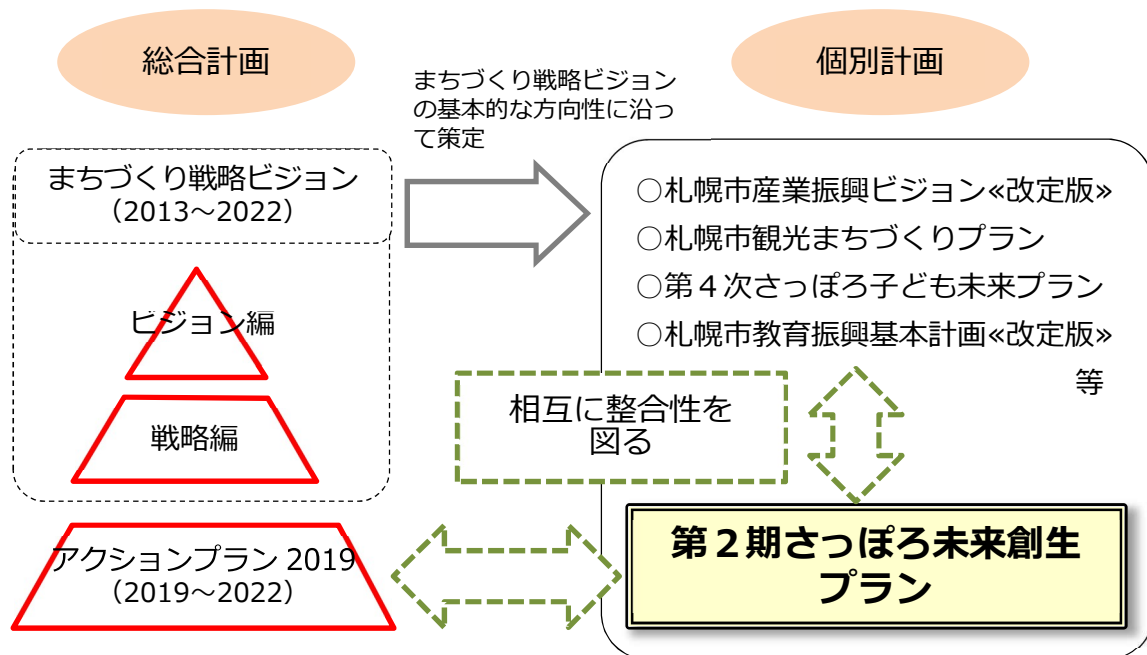 総合計画
個別計画
まちづくり戦略ビジョン
の基本的な方向性に沿っ
て策定
まちづくり戦略ビジョン
（2013～2022）
ビジョン編
戦略編
アクションプラン 2019
（2019～2022）
○札幌市産業振興ビジョン«改定版»
○札幌市観光まちづくりプラン
○第４次さっぽろ子ども未来プラン
○札幌市教育振興基本計画«改定版»
等
相互に整合性を
図る
第２期さっぽろ未来創生
プラン